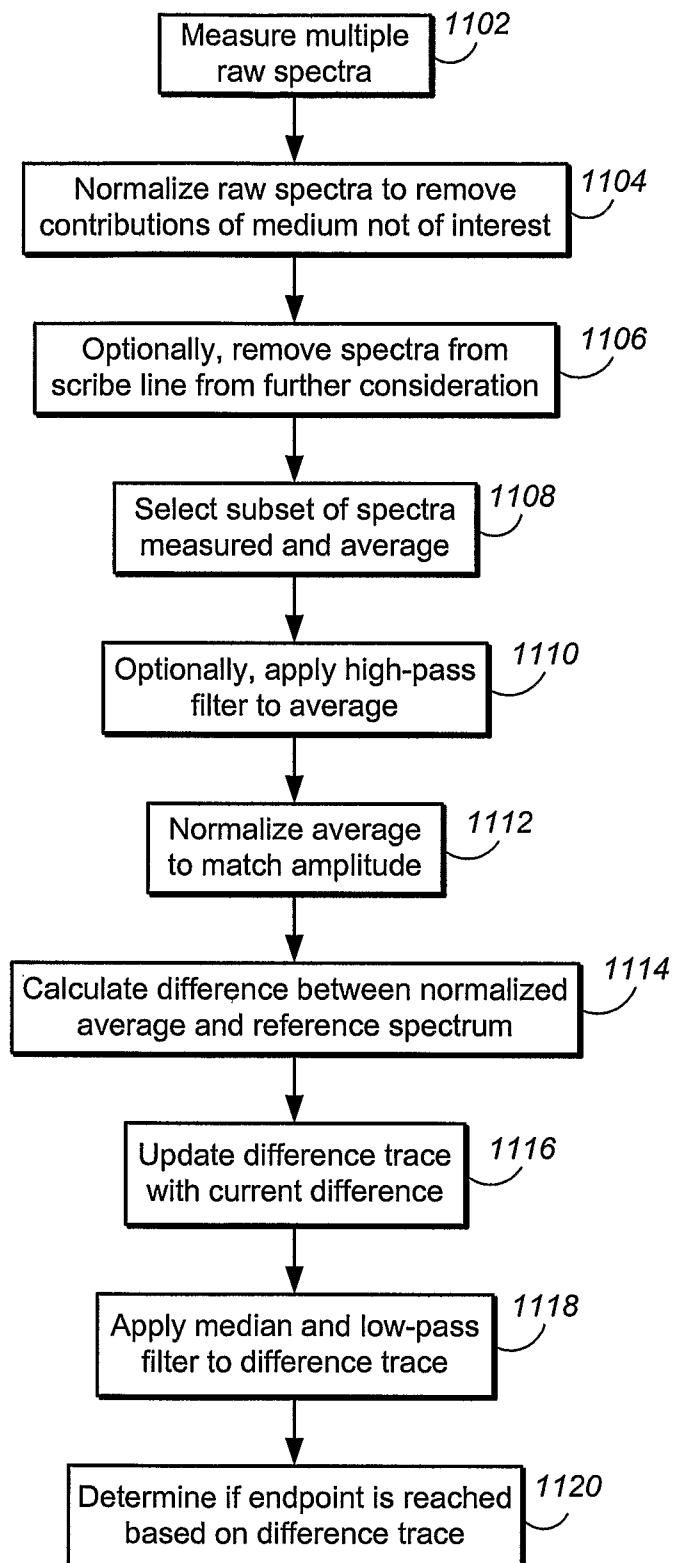 Measure multiple
raw spectra
1102
Normalize raw spectra to remove
contributions of medium not of interest
1104
Optionally, remove spectra from
scribe line from further consideration
1106
Select subset of spectra
measured and average
1108
Optionally, apply high-pass
filter to average
1110
Normalize average
to match amplitude
1112
Calculate difference between normalized
average and reference spectrum
1114
Update difference trace
with current difference
1116
Apply median and low-pass
filter to difference trace
1118
Determine if endpoint is reached
based on difference trace
1120